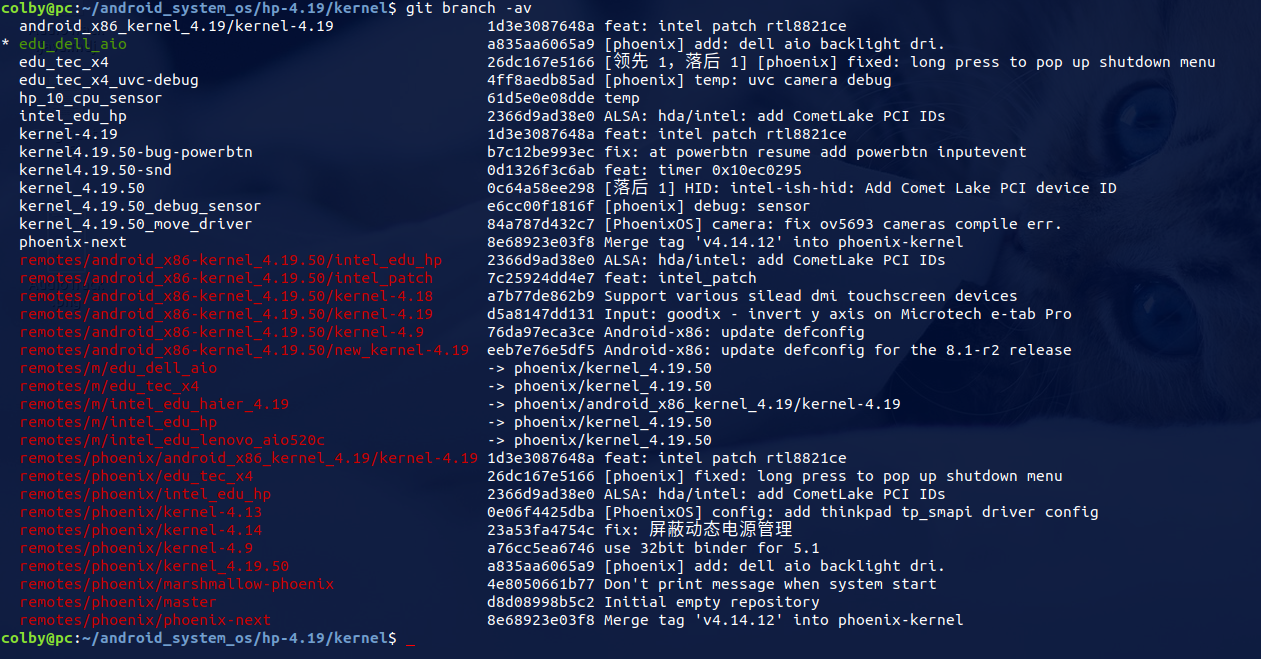 colby@pc:~/android_system_os/hp-4.19/kernel$ git branch -av
  android_x86_kernel_4.19/kernel-4.19                 1d3e3087648a feat: intel patch rtl8821ce
* edu_dell_aio                                        a835aa6065a9 [phoenix] add: dell aio backlight dri.
  edu_tec_x4                                          26dc167e5166 [领先 1，落后 1] [phoenix] fixed: long press to pop up shutdown menu
  edu_tec_x4_uvc-debug                                4ff8aedb85ad [phoenix] temp: uvc camera debug
  hp_10_cpu_sensor                                    61d5e0e08dde temp
  intel_edu_hp                                        2366d9ad38e0 ALSA: hda/intel: add CometLake PCI IDs
  kernel-4.19                                         1d3e3087648a feat: intel patch rtl8821ce
  kernel4.19.50-bug-powerbtn                          b7c12be993ec fix: at powerbtn resume add powerbtn inputevent
  kernel4.19.50-snd                                   0d1326f3c6ab feat: timer 0x10ec0295
  kernel_4.19.50                                      0c64a58ee298 [落后 1] HID: intel-ish-hid: Add Comet Lake PCI device ID
  kernel_4.19.50_debug_sensor                         e6cc00f1816f [phoenix] debug: sensor
  kernel_4.19.50_move_driver                          84a787d432c7 [PhoenixOS] camera: fix ov5693 cameras compile err.
  phoenix-next                                        8e68923e03f8 Merge tag 'v4.14.12' into phoenix-kernel
  remotes/android_x86-kernel_4.19.50/intel_edu_hp     2366d9ad38e0 ALSA: hda/intel: add CometLake PCI IDs
  remotes/android_x86-kernel_4.19.50/intel_patch      7c25924dd4e7 feat: intel_patch
  remotes/android_x86-kernel_4.19.50/kernel-4.18      a7b77de862b9 Support various silead dmi touchscreen devices
  remotes/android_x86-kernel_4.19.50/kernel-4.19      d5a8147dd131 Input: goodix - invert y axis on Microtech e-tab Pro
  remotes/android_x86-kernel_4.19.50/kernel-4.9       76da97eca3ce Android-x86: update defconfig
  remotes/android_x86-kernel_4.19.50/new_kernel-4.19  eeb7e76e5df5 Android-x86: update defconfig for the 8.1-r2 release
  remotes/m/edu_dell_aio                              -> phoenix/kernel_4.19.50
  remotes/m/edu_tec_x4                                -> phoenix/kernel_4.19.50
  remotes/m/intel_edu_haier_4.19                      -> phoenix/android_x86_kernel_4.19/kernel-4.19
  remotes/m/intel_edu_hp                              -> phoenix/kernel_4.19.50
  remotes/m/intel_edu_lenovo_aio520c                  -> phoenix/kernel_4.19.50
  remotes/phoenix/android_x86_kernel_4.19/kernel-4.19 1d3e3087648a feat: intel patch rtl8821ce
  remotes/phoenix/edu_tec_x4                          26dc167e5166 [phoenix] fixed: long press to pop up shutdown menu
  remotes/phoenix/intel_edu_hp                        2366d9ad38e0 ALSA: hda/intel: add CometLake PCI IDs
  remotes/phoenix/kernel-4.13                         0e06f4425dba [PhoenixOS] config: add thinkpad tp_smapi driver config
  remotes/phoenix/kernel-4.14                         23a53fa4754c fix: 屏蔽动态电源管理
  remotes/phoenix/kernel-4.9                          a76cc5ea6746 use 32bit binder for 5.1
  remotes/phoenix/kernel_4.19.50                      a835aa6065a9 [phoenix] add: dell aio backlight dri.
  remotes/phoenix/marshmallow-phoenix                 4e8050661b77 Don't print message when system start
  remotes/phoenix/master                              d8d08998b5c2 Initial empty repository
  remotes/phoenix/phoenix-next                        8e68923e03f8 Merge tag 'v4.14.12' into phoenix-kernel
colby@pc:~/android_system_os/hp-4.19/kernel$ _